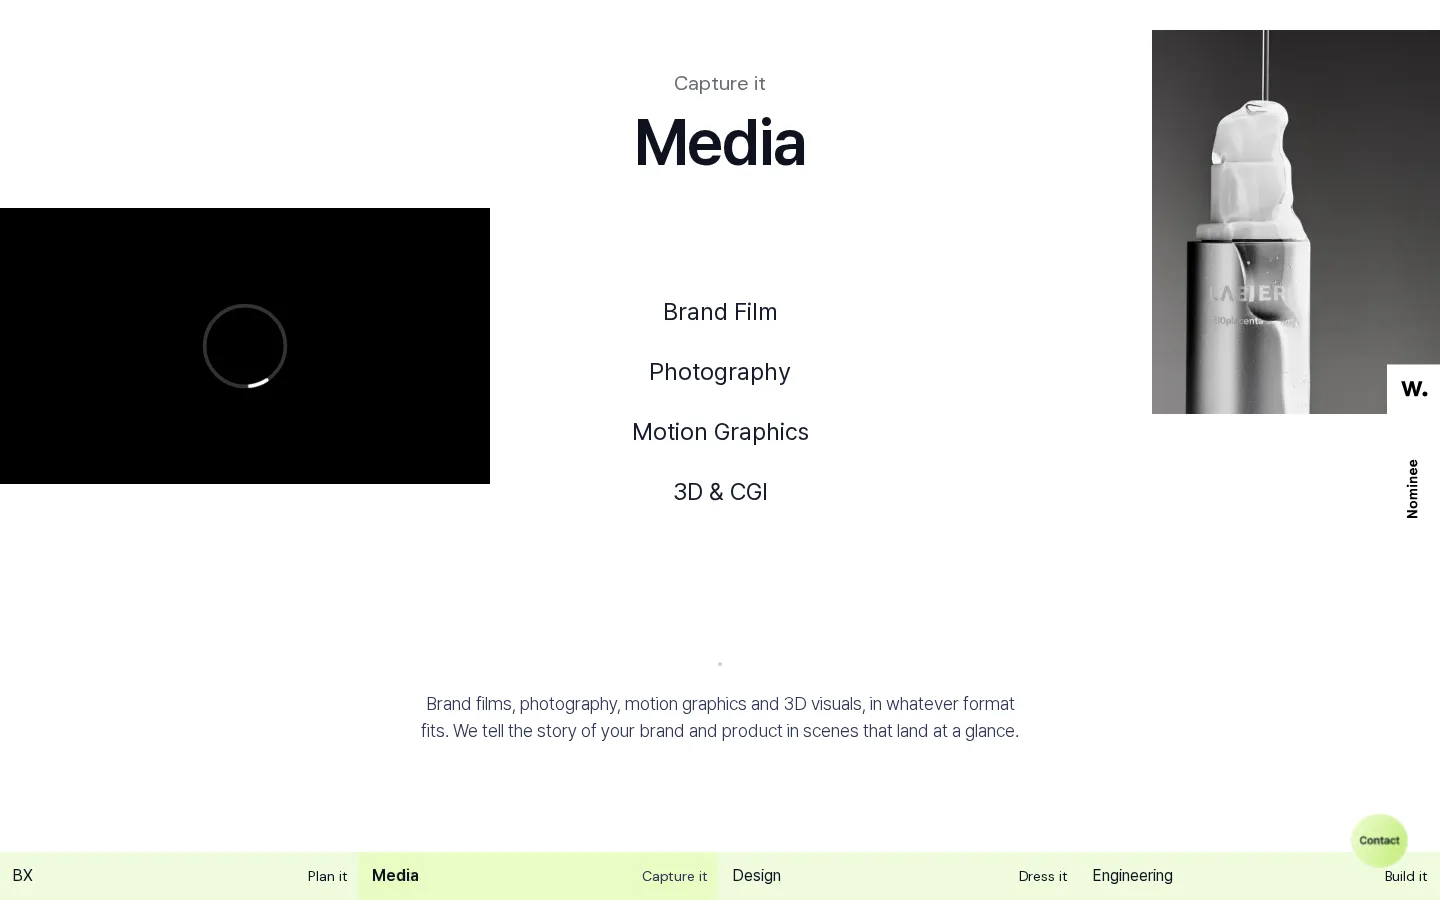 Capture it
Media
Brand Film
Photography
Motion Graphics
3D & CGI
W.
Nominee
Brand films, photography, motion graphics and 3D visuals, in whatever format
fits. We tell the story of your brand and product in scenes that land at a glance.
Contact
BX
Plan it
Media
Capture it
Design
Dress it
Engineering
Build it